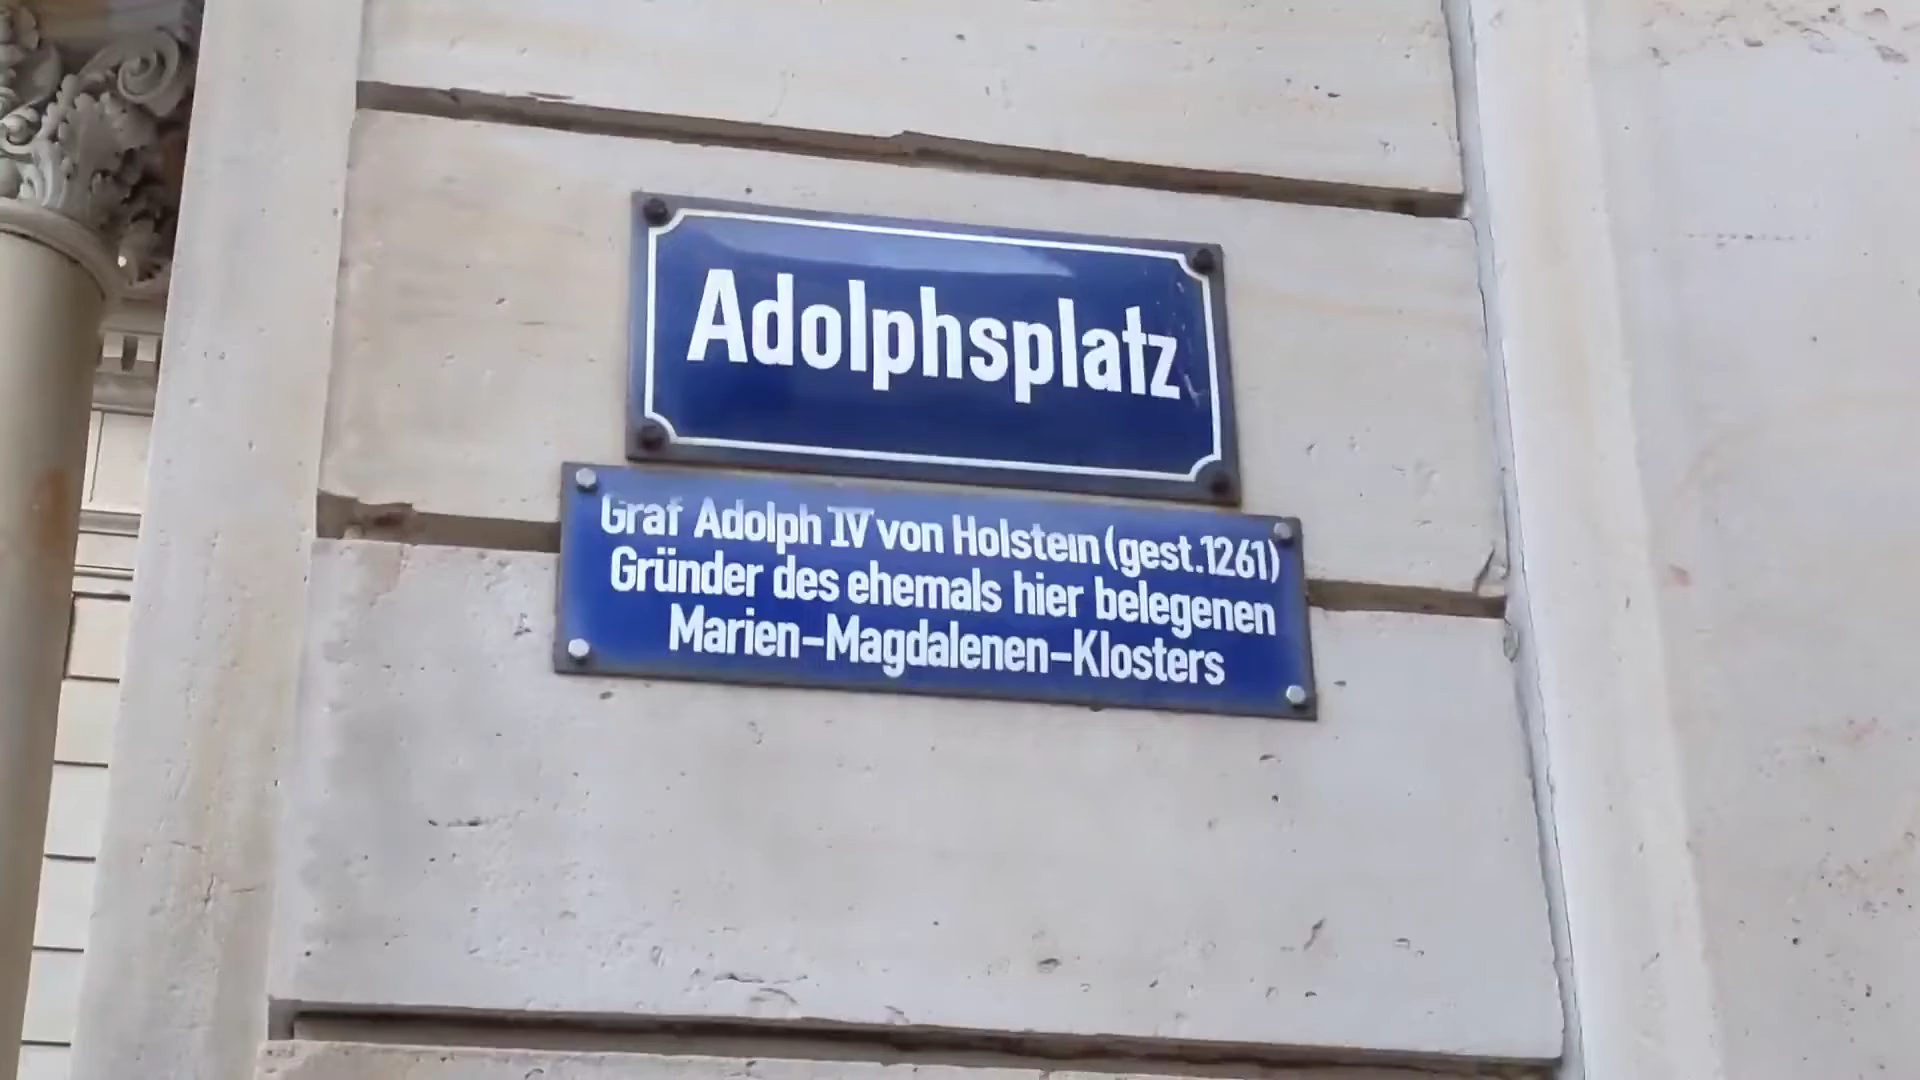 Adolphsplatz
Graf Adolph IV von Holstein (gest.1261)
Gründer des ehemals hier belegenen
Marien-Magdalenen-Klosters